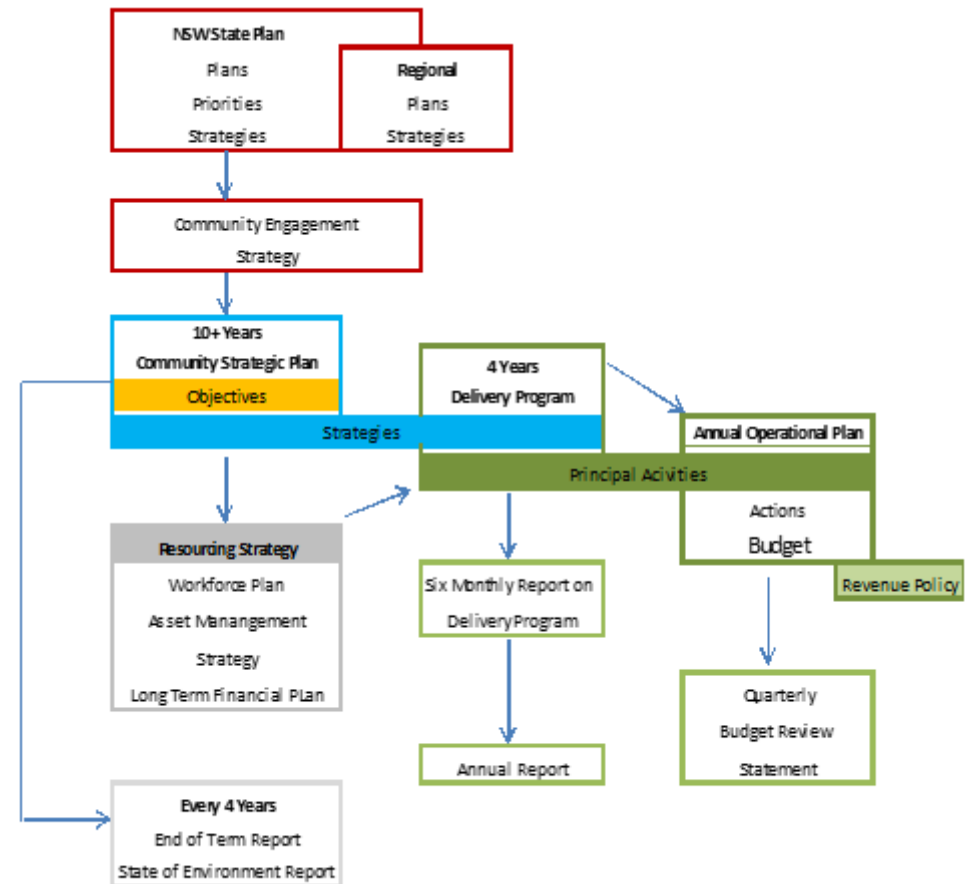 NSW State Plan
Plans
Priorities
Strategies
Regional
Plans
Strategies
Community Engagement
Strategy
10+ Years
Community Strategic Plan
Objectives
Strategies
4 Years
Delivery Program
Annual Operational Plan
Principal Acivities
Actions
Budget
Revenue Policy
Resourcing Strategy
Workforce Plan
Asset Manangement
Strategy
Long Term Financial Plan
Six Monthly Report on
Delivery Program
Annual Report
Quarterly
Budget Review
Statement
Every 4 Years
End of Term Report
State of Environment Report